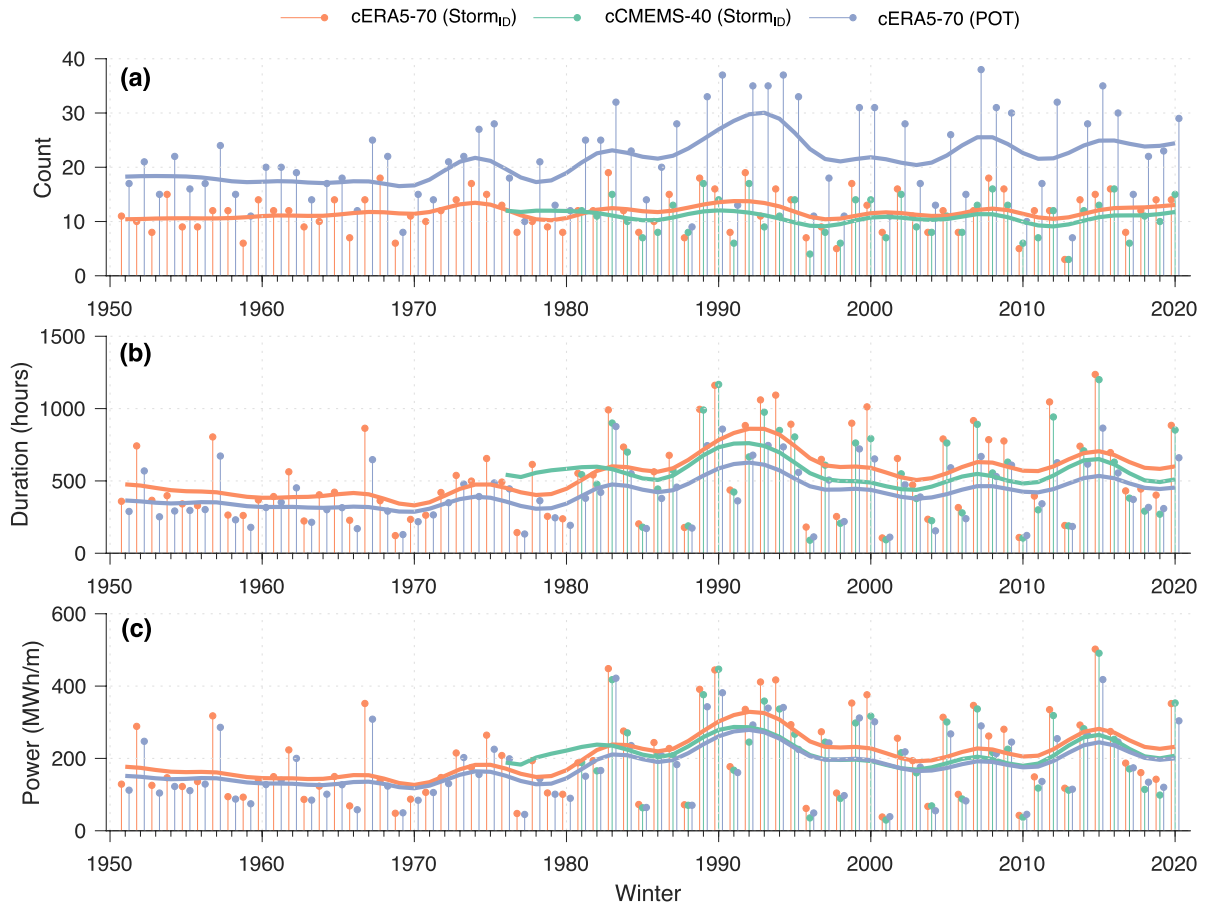 cERA5-70 (StormID) cCMEMS-40 (StormID) cERA5-70 (POT)
(a)
Count
40
30
20
10
0
1950 1960 1970 1980 1990 2000 2010 2020
(b)
Duration (hours)
1500
1000
500
0
1950 1960 1970 1980 1990 2000 2010 2020
(c)
Power (MWh/m)
600
400
200
0
1950 1960 1970 1980 1990 2000 2010 2020
Winter